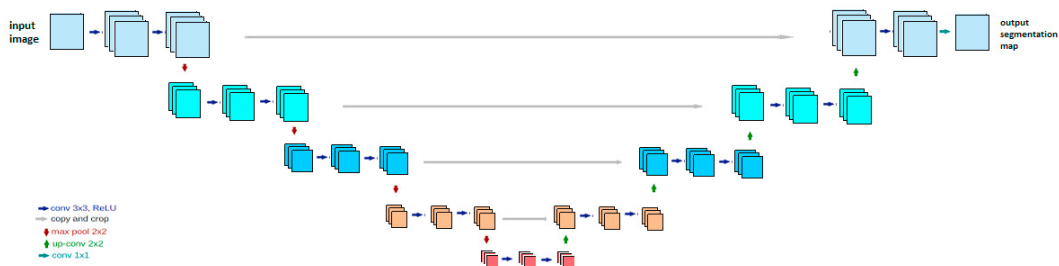 input
image
output
segmentation
map
conv 3x3, ReLU
copy and crop
max pool 2x2
up-conv 2x2
conv 1x1